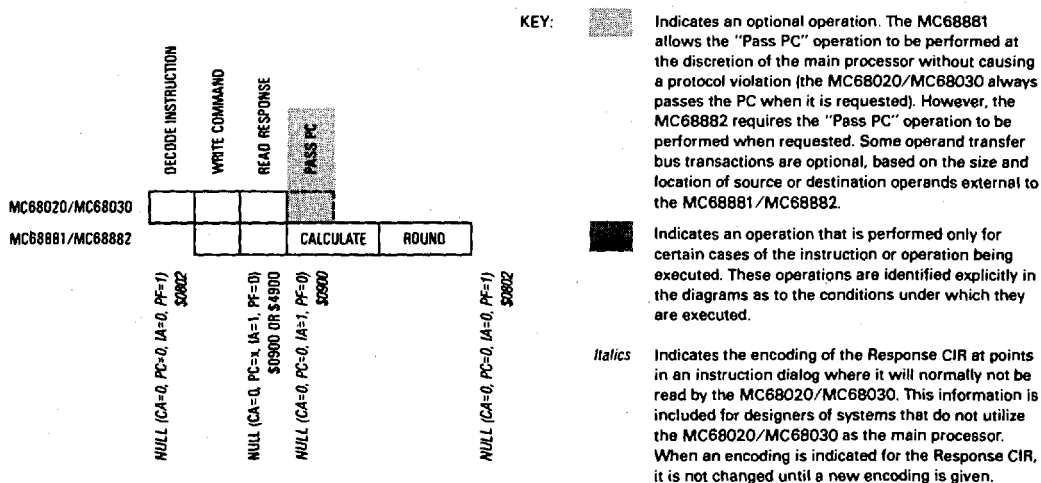 KEY:
Indicates an optional operation. The MC68881
allows the "Pass PC" operation to be performed at
the discretion of the main processor without causing
a protocol violation (the MC68020/MC68030 always
passes the PC when it is requested). However, the
MC68882 requires the "Pass PC" operation to be
performed when requested. Some operand transfer
bus transactions are optional, based on the size and
location of source or destination operands external to
the MC68881/MC68882.
Indicates an operation that is performed only for
certain cases of the instruction or operation being
executed. These operations are identified explicitly in
the diagrams as to the conditions under which they
are executed.
Italics
Indicates the encoding of the Response CIR at points
in an instruction dialog where it will normally not be
read by the MC68020/MC68030. This information is
included for designers of systems that do not utilize
the MC68020/MC68030 as the main processor.
When an encoding is indicated for the Response CIR,
it is not changed until a new encoding is given.
DECODE INSTRUCTION
WRITE COMMAND
READ RESPONSE
PASS PC
MC68020/MC68030
MC68881/MC68882
CALCULATE
ROUND
NULL (CA=0, PC=0, IA=0, PF=1)
$0802
NULL (CA=0, PC=x, IA=1, PF=0)
$0900 OR $4900
NULL (CA=0, PC=0, IA=1, PF=0)
$0900
NULL (CA=0, PC=0, IA=0, PF=1)
$0802